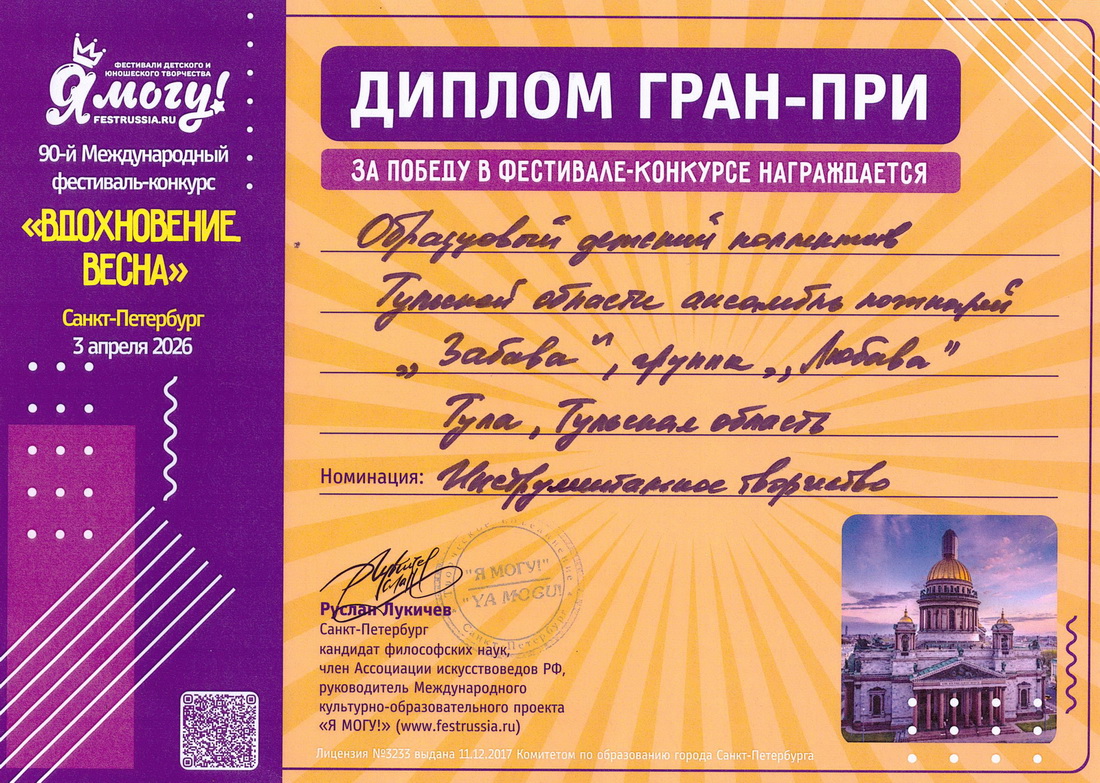 ФЕСТИВАЛИ ДЕТСКОГО И
ЮНОШЕСКОГО ТВОРЧЕСТВА
Я могу!
FESTRUSSIA.RU
90-й Международный
фестиваль-конкурс
«ВДОХНОВЕНИЕ
ВЕСНА»
Санкт-Петербург
3 апреля 2026
ДИПЛОМ ГРАН-ПРИ
ЗА ПОБЕДУ В ФЕСТИВАЛЕ-КОНКУРСЕ НАГРАЖДАЕТСЯ
Образцовый детский коллектив
Тульской области ансамбль ложкарей
„Забава", группа „Любава"
Тула, Тульская область
Номинация: Инструментальное творчество
"Я МОГУ!"
"YA MOGU!
Санкт-Петербург
Руслан Лукичев
Санкт-Петербург
кандидат философских наук,
член Ассоциации искусствоведов РФ,
руководитель Международного
культурно-образовательного проекта
«Я МОГУ!» (www.festrussia.ru)
Лицензия №3233 выдана 11.12.2017 Комитетом по образованию города Санкт-Петербурга